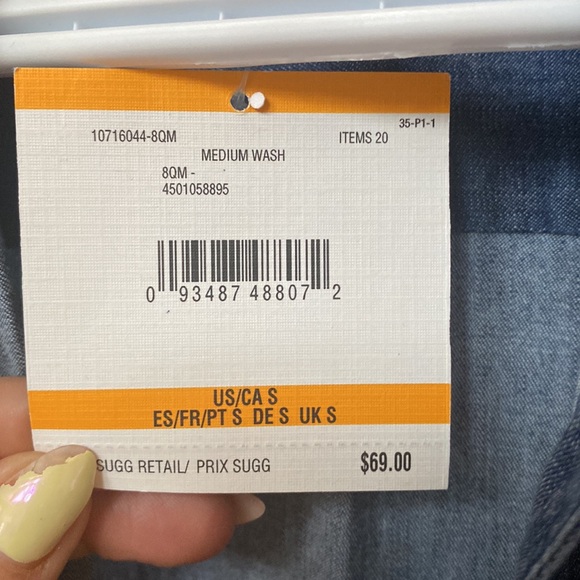 35-P1-1
10716044-8QM ITEMS 20
MEDIUM WASH
8QM -
4501058895
0 93487 48807 2
US/CA S
ES/FR/PT S DE S UK S
SUGG RETAIL/ PRIX SUGG $69.00